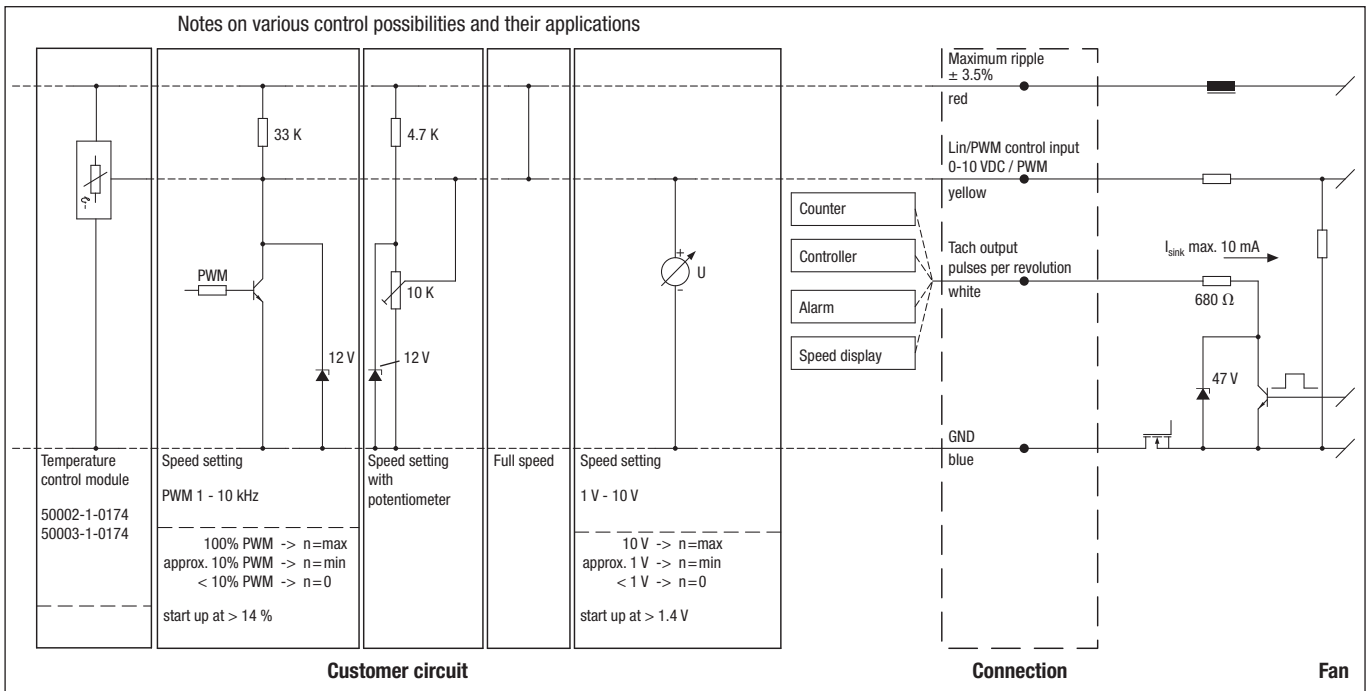 Notes on various control possibilities and their applications
Maximum ripple
± 3.5%
red
33 K
4.7 K
Lin/PWM control input
0-10 VDC / PWM
yellow
Counter
Controller
Alarm
Speed display
Tach output
pulses per revolution
white
Isink max. 10 mA
680 Ω
PWM
10 K
+
U
-
12 V
12 V
47 V
GND
blue
Temperature
control module
50002-1-0174
50003-1-0174
Speed setting
PWM 1 - 10 kHz
100% PWM -> n=max
approx. 10% PWM -> n=min
< 10% PWM -> n=0
start up at > 14 %
Speed setting
with
potentiometer
Full speed
Speed setting
1 V - 10 V
10 V -> n=max
approx. 1 V -> n=min
< 1 V -> n=0
start up at > 1.4 V
Customer circuit
Connection
Fan